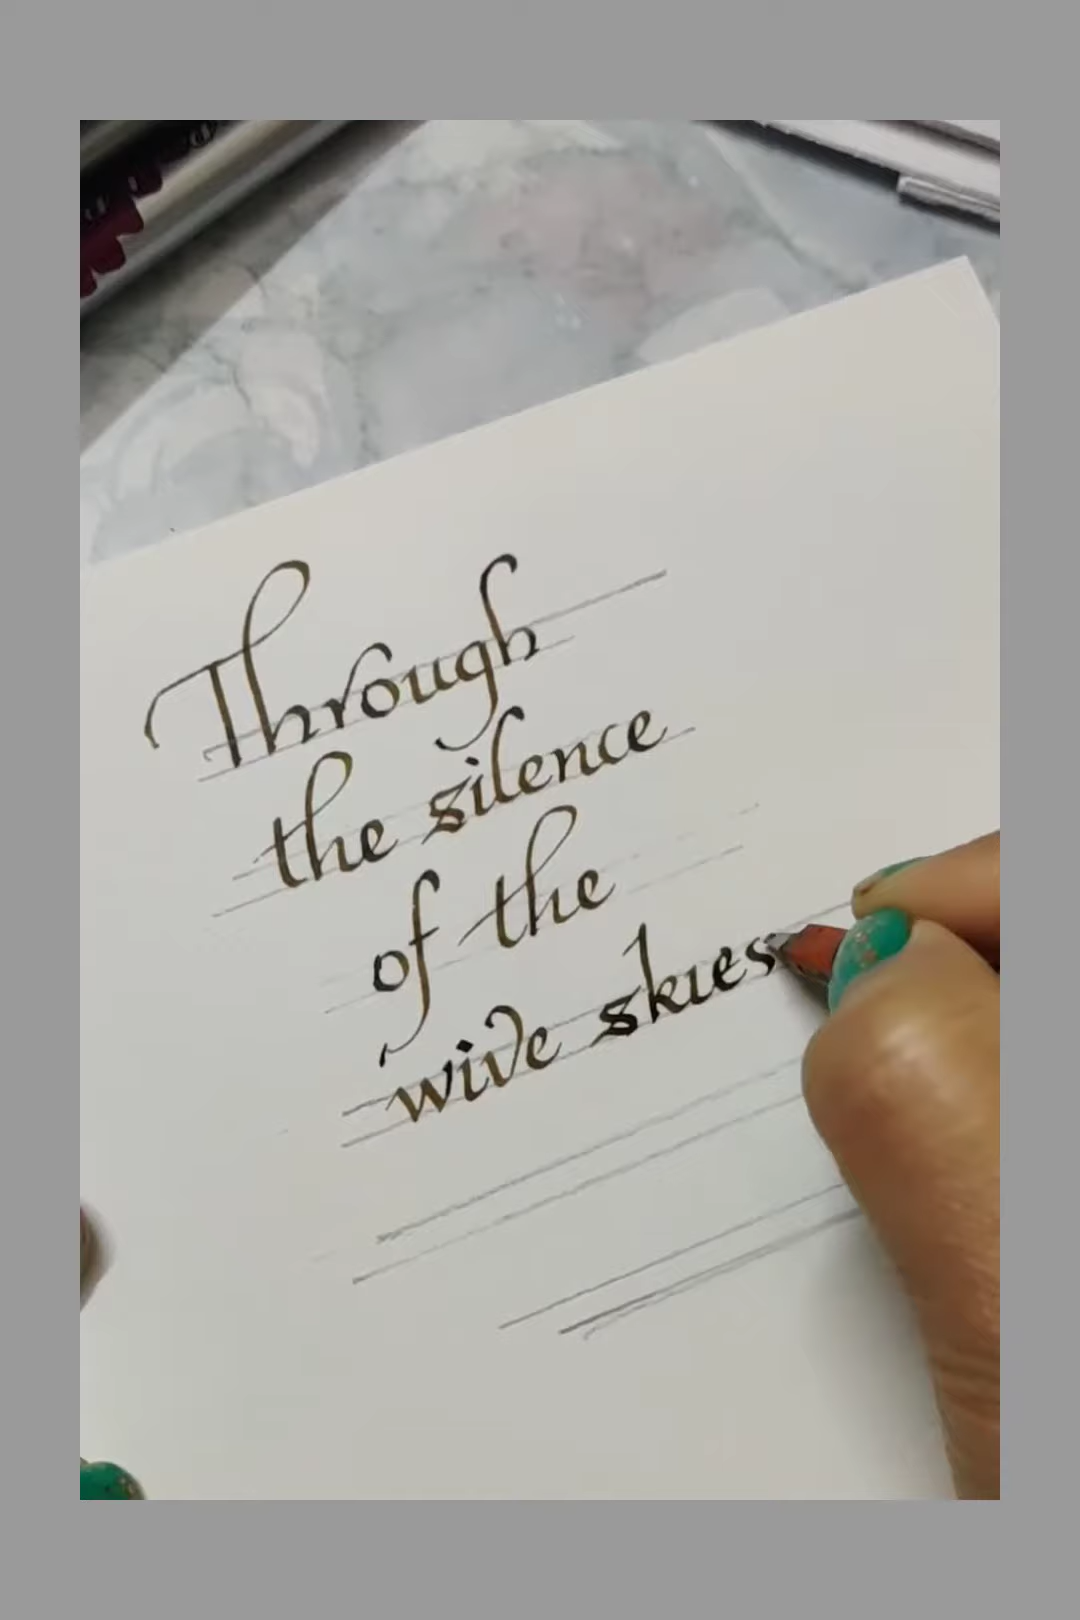 Through
the silence
of the
wide skies